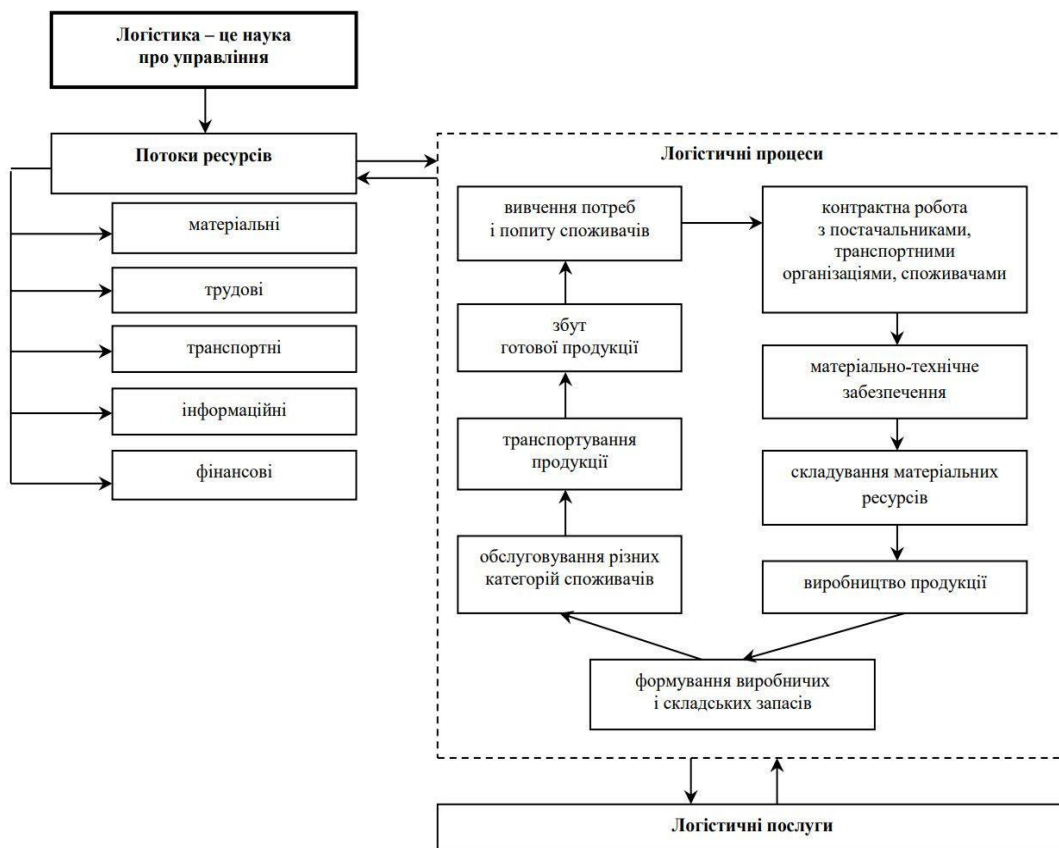 Логістика – це наука
про управління
Потоки ресурсів
матеріальні
трудові
транспортні
інформаційні
фінансові
Логістичні процеси
вивчення потреб
і попиту споживачів
контрактна робота
з постачальниками,
транспортними
організаціями, споживачами
збут
готової продукції
матеріально-технічне
забезпечення
транспортування
продукції
складування матеріальних
ресурсів
обслуговування різних
категорій споживачів
виробництво продукції
формування виробничих
і складських запасів
Логістичні послуги